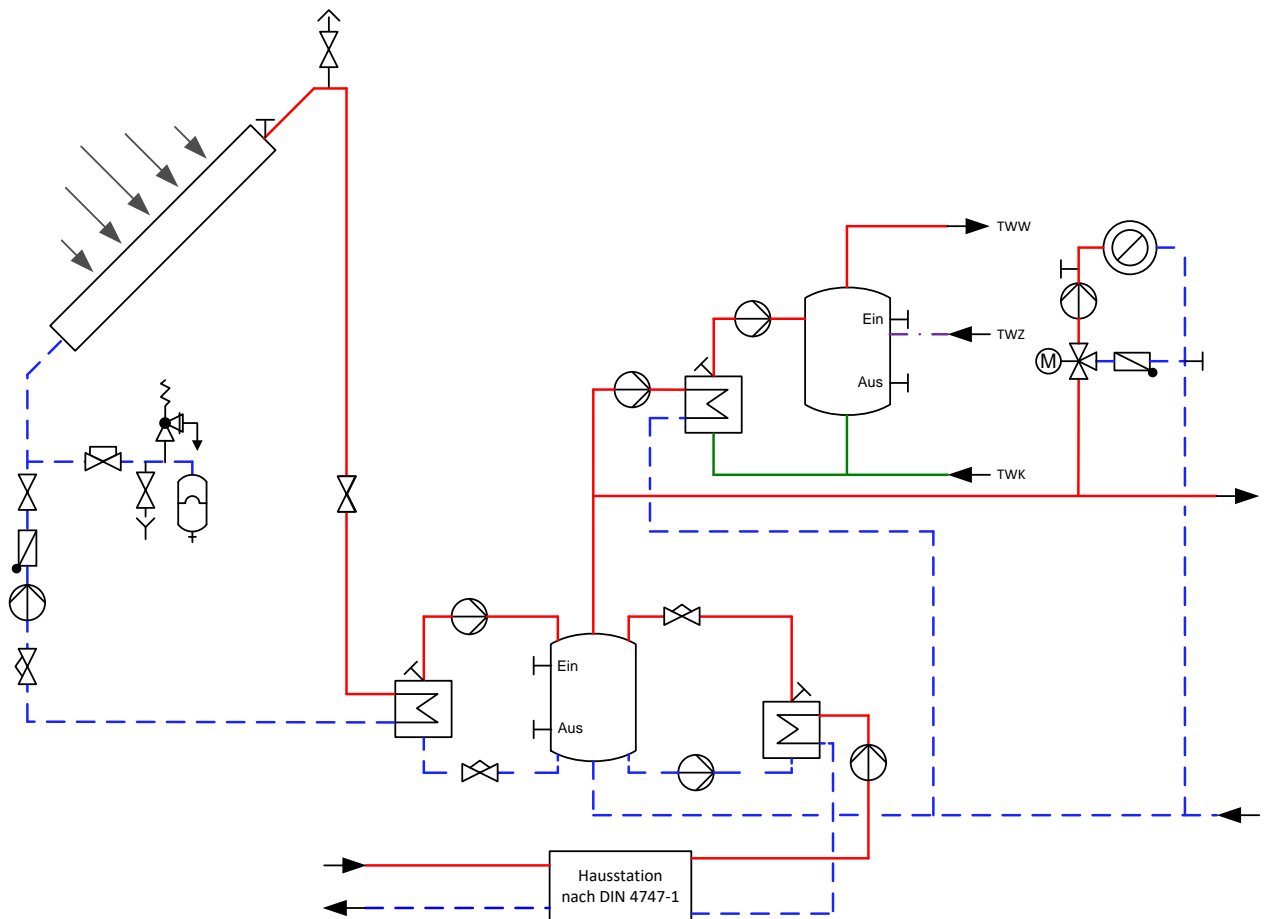 TWW
Ein
TWZ
M
Aus
TWK
Ein
Aus
Hausstation
nach DIN 4747-1